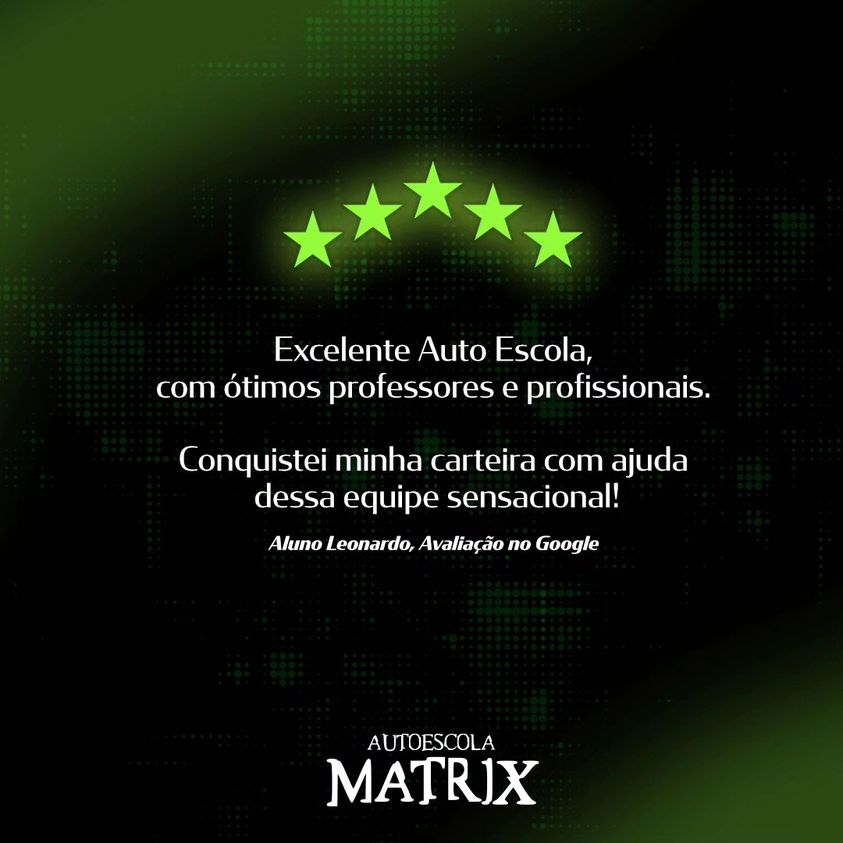 Excelente Auto Escola,
com ótimos professores e profissionais.
Conquistei minha carteira com ajuda
dessa equipe sensacional!
Aluno Leonardo, Avaliação no Google
AUTOESCOLA
MATRIX